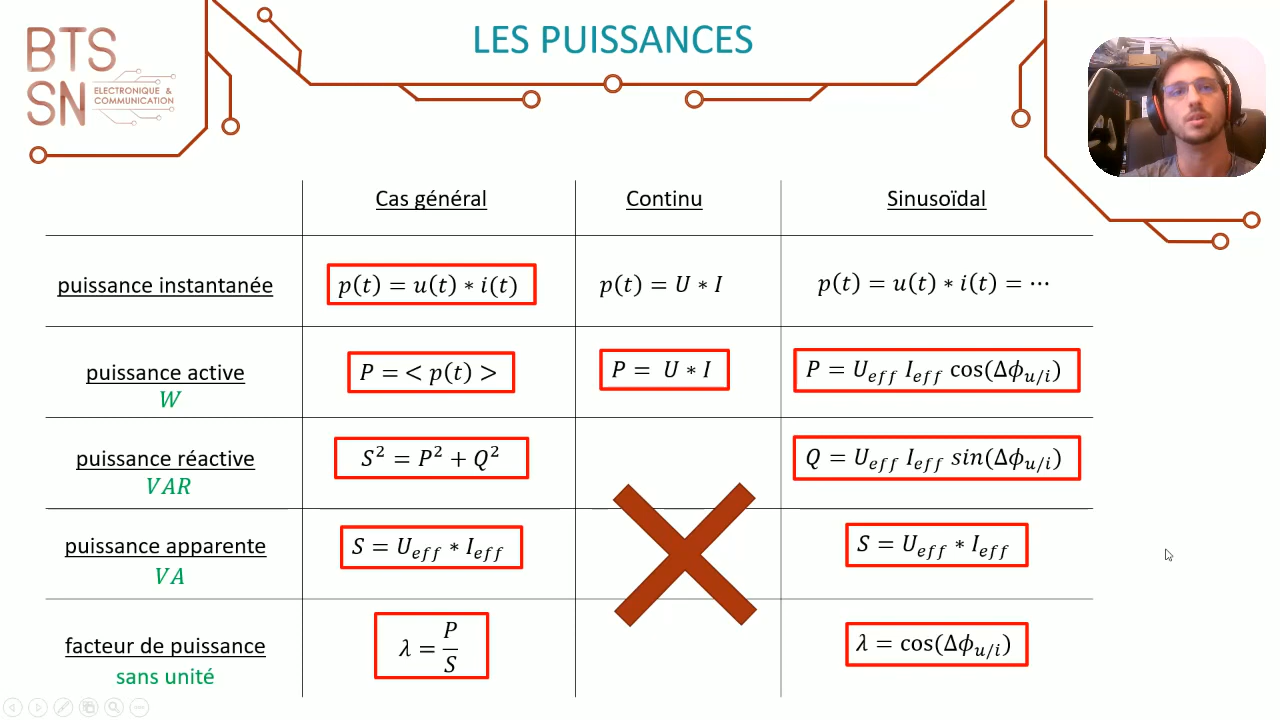 BTS
SN
ELECTRONIQUE &
COMMUNICATION
LES PUISSANCES
Cas général
Continu
Sinusoïdal
puissance instantanée
p(t) = u(t) * i(t)
p(t) = U * I
p(t) = u(t) * i(t) = ⋯
puissance active
W
P = < p(t) >
P = U * I
P = U_eff I_eff cos(Δϕ_u/i)
puissance réactive
VAR
S² = P² + Q²
Q = U_eff I_eff sin(Δϕ_u/i)
puissance apparente
VA
S = U_eff * I_eff
S = U_eff * I_eff
facteur de puissance
sans unité
λ = P/S
λ = cos(Δϕ_u/i)